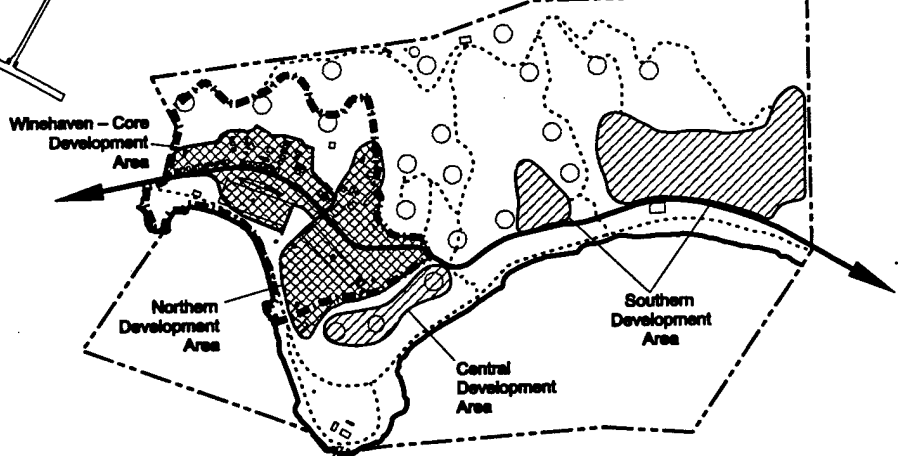 Winehaven – Core
Development
Area
Northern
Development
Area
Central
Development
Area
Southern
Development
Area